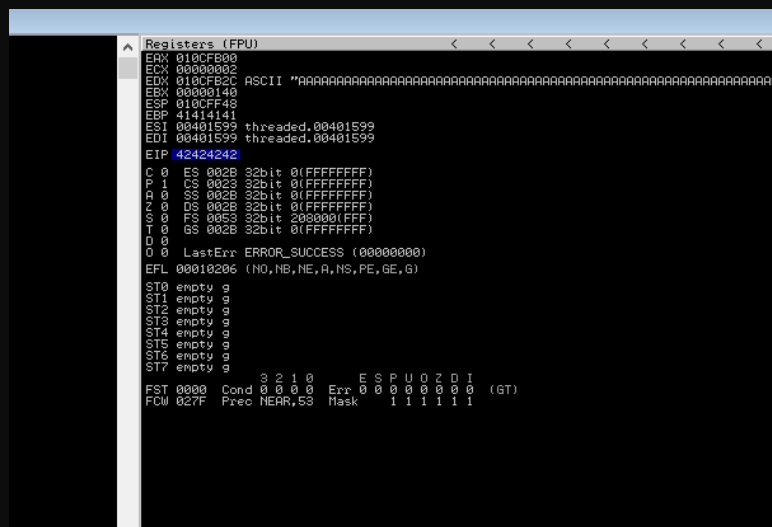 Registers (FPU) < < < < < < < < <
EAX 010CFB00
ECX 00000002
EDX 010CFB2C ASCII "AAAAAAAAAAAAAAAAAAAAAAAAAAAAAAAAAAAAAAAAAAAAAAAAAAAAAAAAAAAAAA
EBX 00000140
ESP 010CFF48
EBP 41414141
ESI 00401599 threaded.00401599
EDI 00401599 threaded.00401599
EIP 42424242
C 0 ES 002B 32bit 0(FFFFFFFF)
P 1 CS 0023 32bit 0(FFFFFFFF)
A 0 SS 002B 32bit 0(FFFFFFFF)
Z 0 DS 002B 32bit 0(FFFFFFFF)
S 0 FS 0053 32bit 208000(FFF)
T 0 GS 002B 32bit 0(FFFFFFFF)
D 0
O 0 LastErr ERROR_SUCCESS (00000000)
EFL 00010206 (NO,NB,NE,A,NS,PE,GE,G)
ST0 empty g
ST1 empty g
ST2 empty g
ST3 empty g
ST4 empty g
ST5 empty g
ST6 empty g
ST7 empty g
3 2 1 0 E S P U O Z D I
FST 0000 Cond 0 0 0 0 Err 0 0 0 0 0 0 0 0 (GT)
FCW 027F Prec NEAR,53 Mask 1 1 1 1 1 1